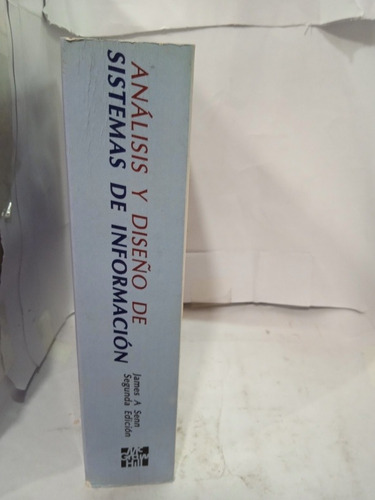 ANÁLISIS Y DISEÑO DE
SISTEMAS DE INFORMACIÓN
James A Senn
Segunda Edición